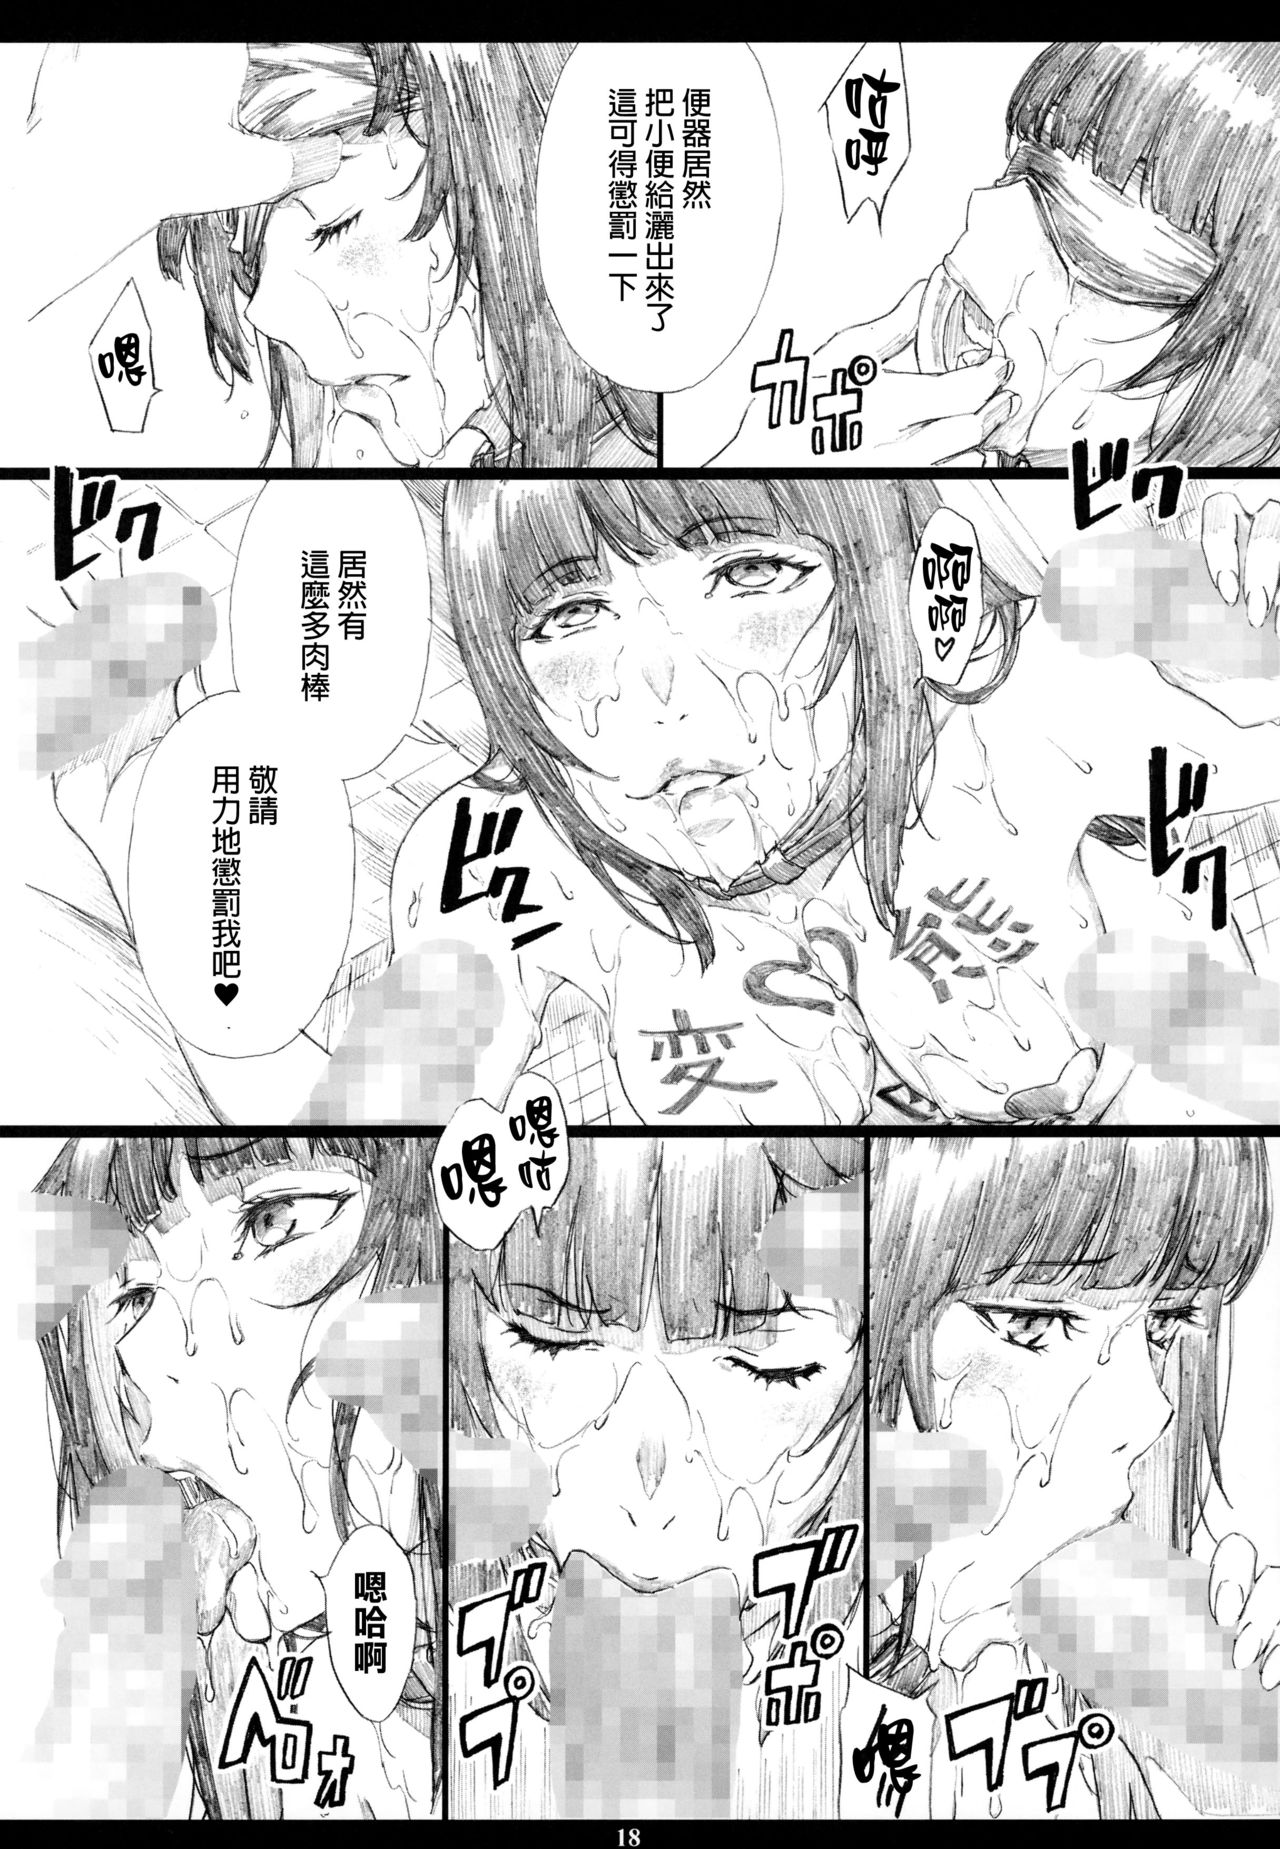 咕呼
カポ
便器居然
把小便給灑出來了
這可得懲罰一下
嗯
ビク
啊啊♡
居然有
這麼多肉棒
敬請
用力地懲罰我吧♥
ビク
ビク
ビク
変
態
嗯咕
嗯
嗯
ブプ
ブポ
ブプ
嗯哈啊
ベロォ
18